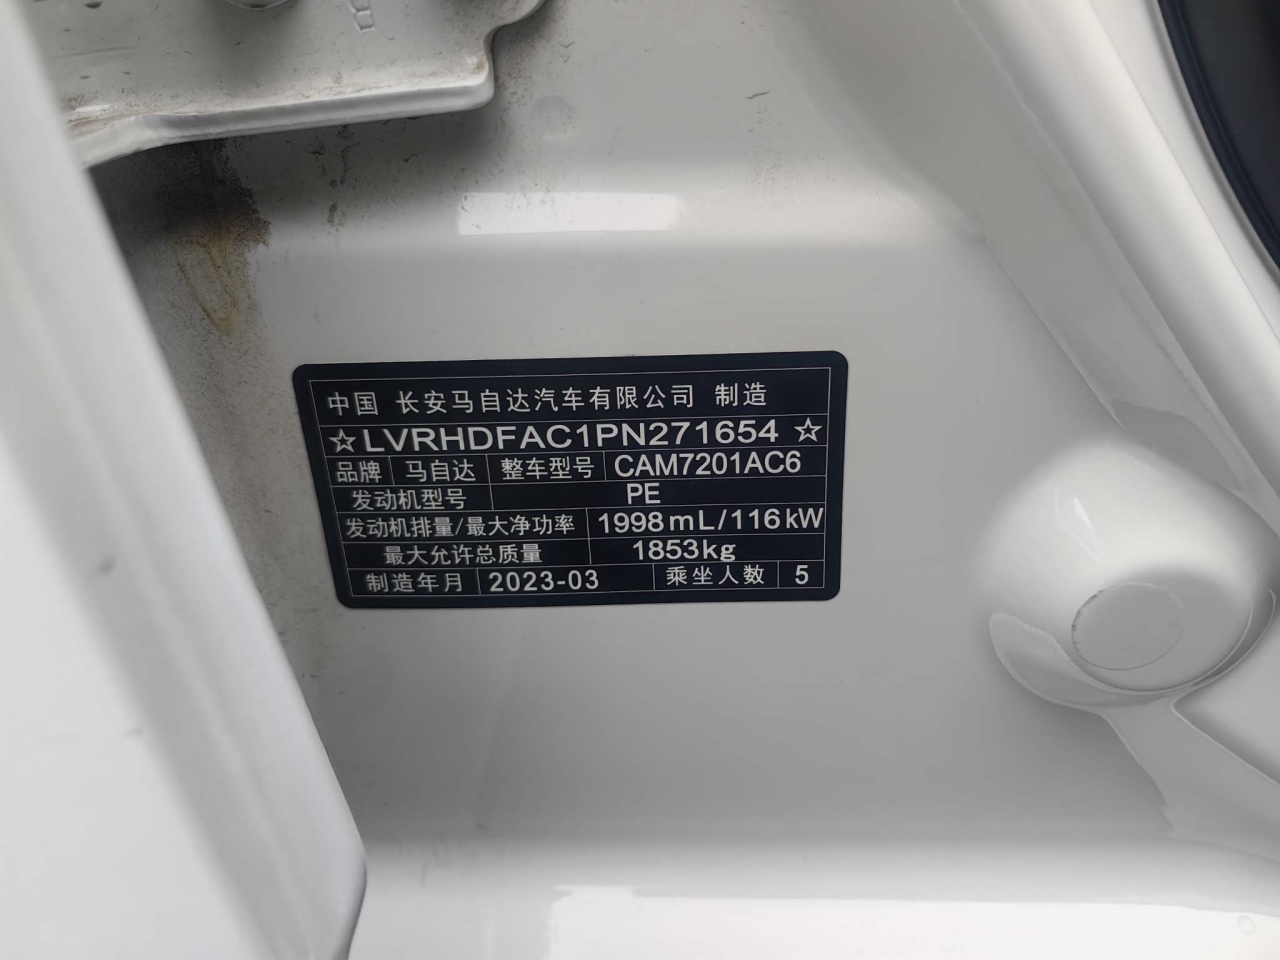 中国 长安马自达汽车有限公司 制造
☆LVRHDFAC1PN271654☆
品牌 马自达 整车型号 CAM7201AC6
发动机型号 PE
发动机排量/最大净功率 1998mL/116kW
最大允许总质量 1853kg
制造年月 2023-03 乘坐人数 5